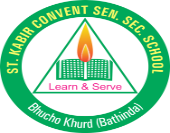 ST. KABIR CONVENT SEN. SEC. SCHOOL
Learn & Serve
Bhucho Khurd (Bathinda)